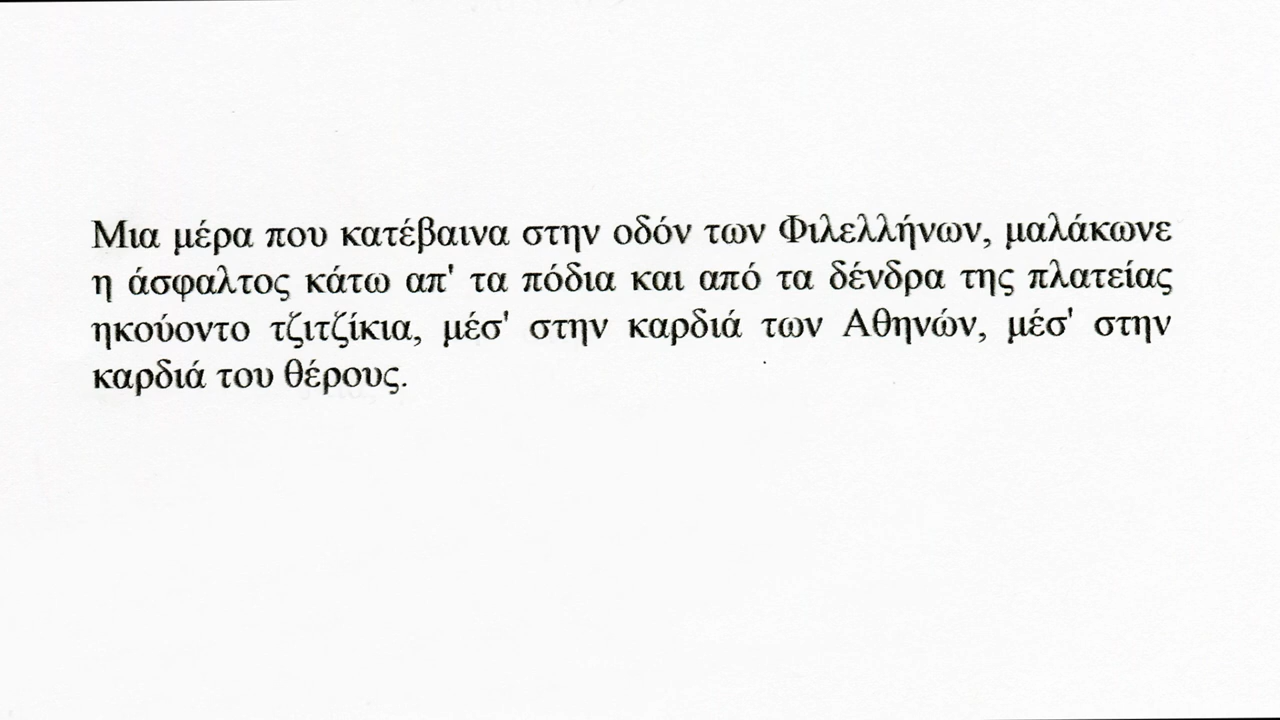 Μια μέρα που κατέβαινα στην οδόν των Φιλελλήνων, μαλάκωνε
η άσφαλτος κάτω απ' τα πόδια και από τα δένδρα της πλατείας
ηκούοντο τζιτζίκια, μέσ' στην καρδιά των Αθηνών, μέσ' στην
καρδιά του θέρους.